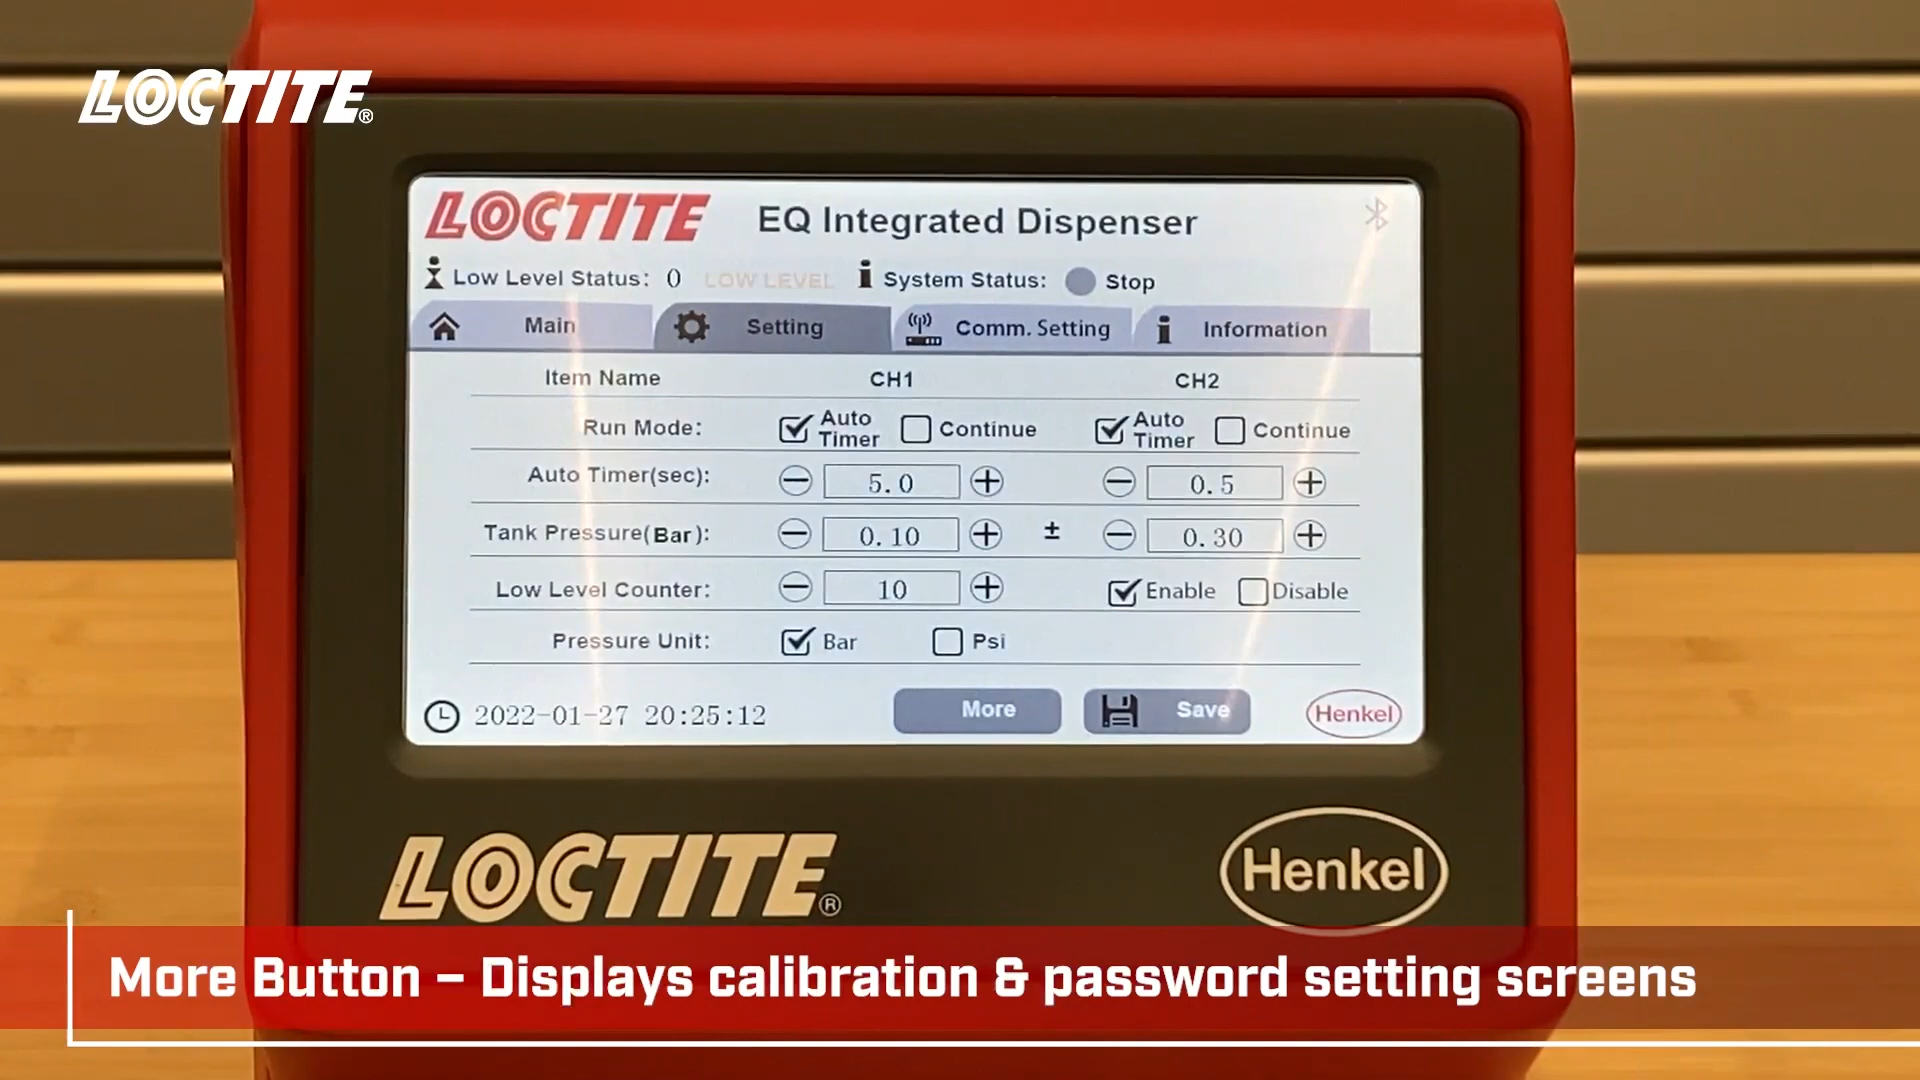 LOCTITE®
LOCTITE EQ Integrated Dispenser
Low Level Status: 0 LOW LEVEL System Status: Stop
Main Setting Comm. Setting Information
Item Name CH1 CH2
Run Mode: Auto Timer Continue Auto Timer Continue
Auto Timer(sec): 5.0 0.5
Tank Pressure(Bar): 0.10 ± 0.30
Low Level Counter: 10 Enable Disable
Pressure Unit: Bar Psi
2022-01-27 20:25:12 More Save Henkel
LOCTITE® Henkel
More Button – Displays calibration & password setting screens